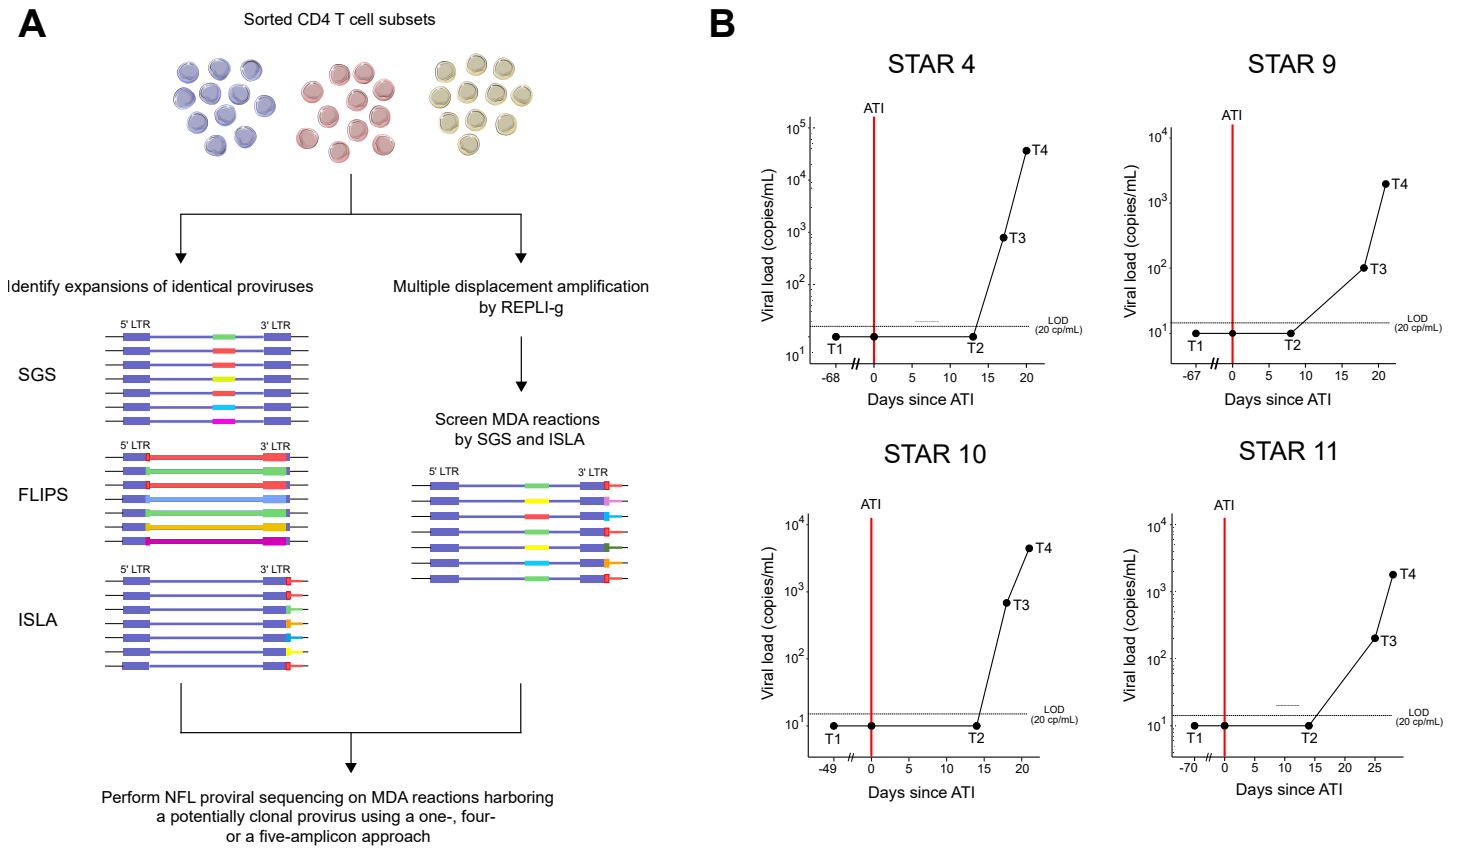 A
Sorted CD4 T cell subsets
Identify expansions of identical proviruses
Multiple displacement amplification
by REPLI-g
5' LTR
3' LTR
SGS
5' LTR
3' LTR
FLIPS
5' LTR
3' LTR
ISLA
Screen MDA reactions
by SGS and ISLA
5' LTR
3' LTR
Perform NFL proviral sequencing on MDA reactions harboring
a potentially clonal provirus using a one-, four-
or a five-amplicon approach
B
STAR 4
ATI
Viral load (copies/mL)
10^5
10^4
10^3
10^2
10^1
T1
T2
T3
T4
LOD
(20 cp/mL)
-68 0 5 10 15 20
Days since ATI
STAR 9
ATI
Viral load (copies/mL)
10^4
10^3
10^2
10^1
T1
T2
T3
T4
LOD
(20 cp/mL)
-67 0 5 10 15 20
Days since ATI
STAR 10
ATI
Viral load (copies/mL)
10^4
10^3
10^2
10^1
T1
T2
T3
T4
LOD
(20 cp/mL)
-49 0 5 10 15 20
Days since ATI
STAR 11
ATI
Viral load (copies/mL)
10^4
10^3
10^2
10^1
T1
T2
T3
T4
LOD
(20 cp/mL)
-70 0 5 10 15 20 25
Days since ATI